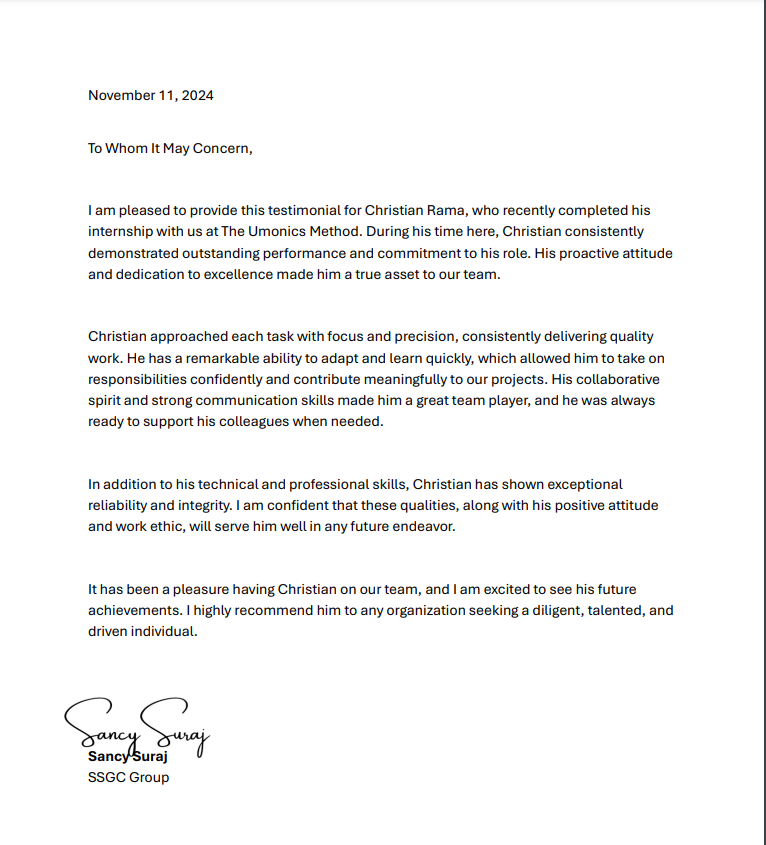 November 11, 2024
To Whom It May Concern,
I am pleased to provide this testimonial for Christian Rama, who recently completed his
internship with us at The Umonics Method. During his time here, Christian consistently
demonstrated outstanding performance and commitment to his role. His proactive attitude
and dedication to excellence made him a true asset to our team.
Christian approached each task with focus and precision, consistently delivering quality
work. He has a remarkable ability to adapt and learn quickly, which allowed him to take on
responsibilities confidently and contribute meaningfully to our projects. His collaborative
spirit and strong communication skills made him a great team player, and he was always
ready to support his colleagues when needed.
In addition to his technical and professional skills, Christian has shown exceptional
reliability and integrity. I am confident that these qualities, along with his positive attitude
and work ethic, will serve him well in any future endeavor.
It has been a pleasure having Christian on our team, and I am excited to see his future
achievements. I highly recommend him to any organization seeking a diligent, talented, and
driven individual.
Sancy Suraj
Sancy Suraj
SSGC Group